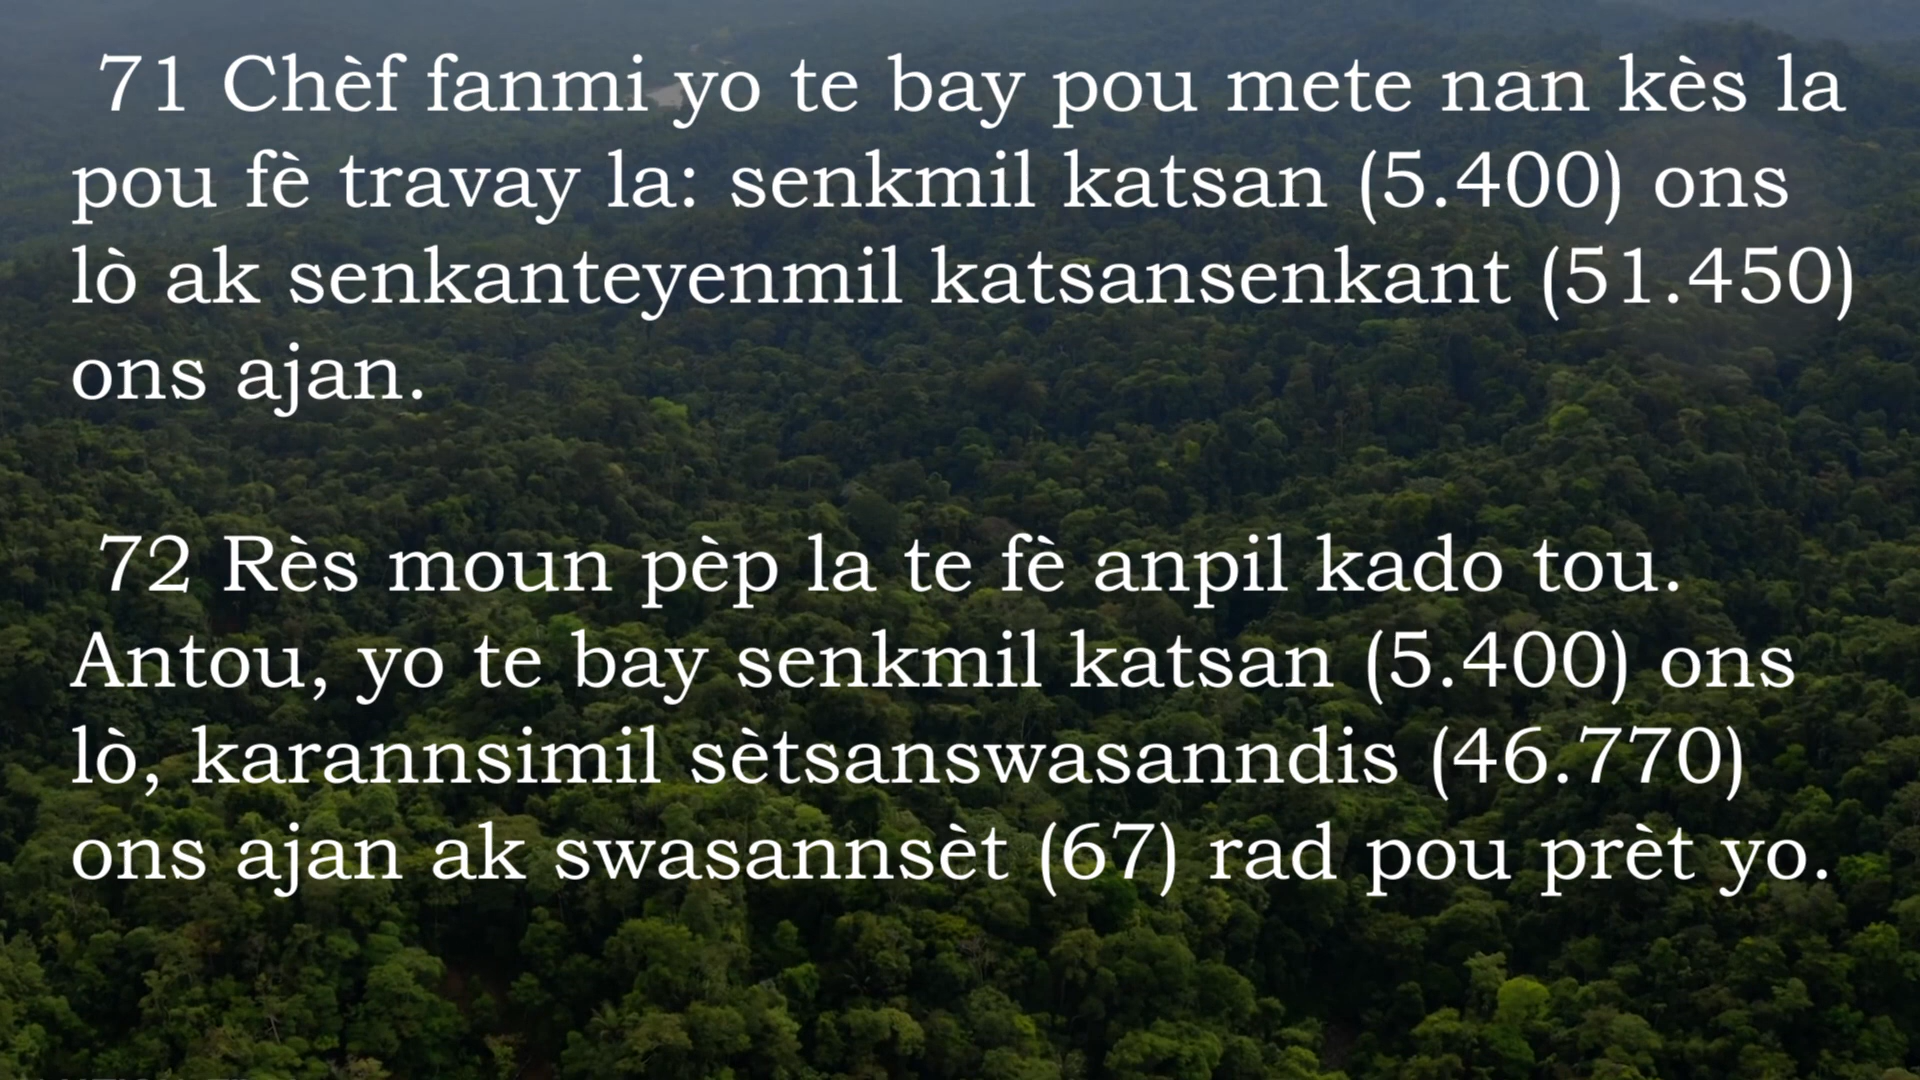 71 Chèf fanmi yo te bay pou mete nan kès la
pou fè travay la: senkmil katsan (5.400) ons
lò ak senkanteyenmil katsansenkant (51.450)
ons ajan.
72 Rès moun pèp la te fè anpil kado tou.
Antou, yo te bay senkmil katsan (5.400) ons
lò, karannsimil sètsanswasanndis (46.770)
ons ajan ak swasannsèt (67) rad pou prèt yo.